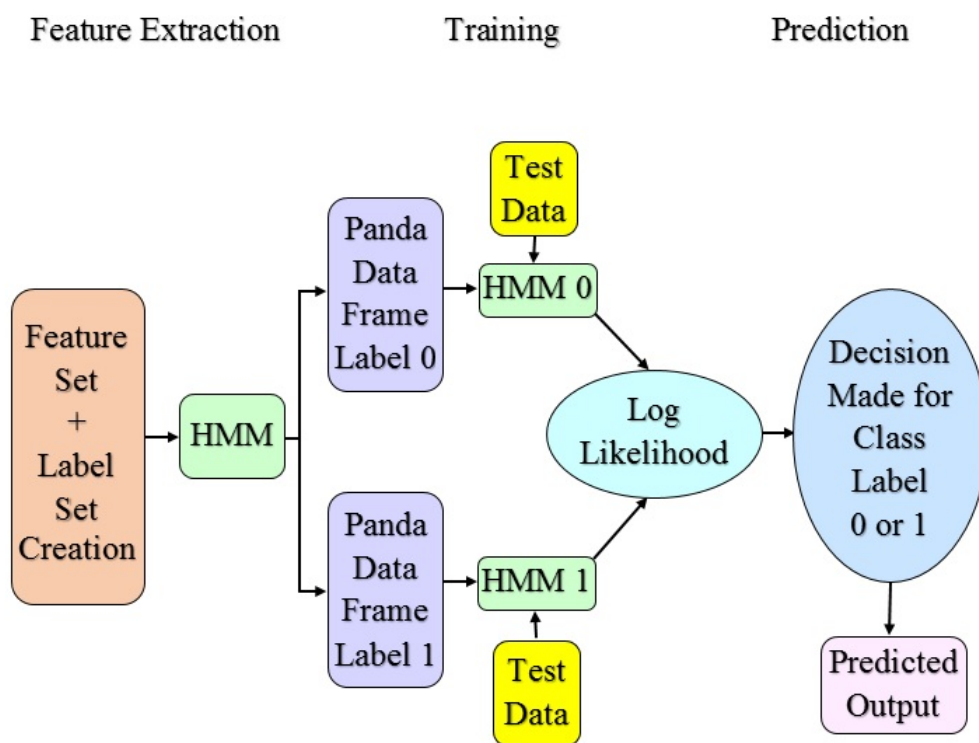 Feature Extraction
Training
Prediction
Test
Data
Panda
Data
Frame
Label 0
HMM 0
Feature
Set
+
Label
Set
Creation
HMM
Log
Likelihood
Decision
Made for
Class
Label
0 or 1
Panda
Data
Frame
Label 1
HMM 1
Test
Data
Predicted
Output